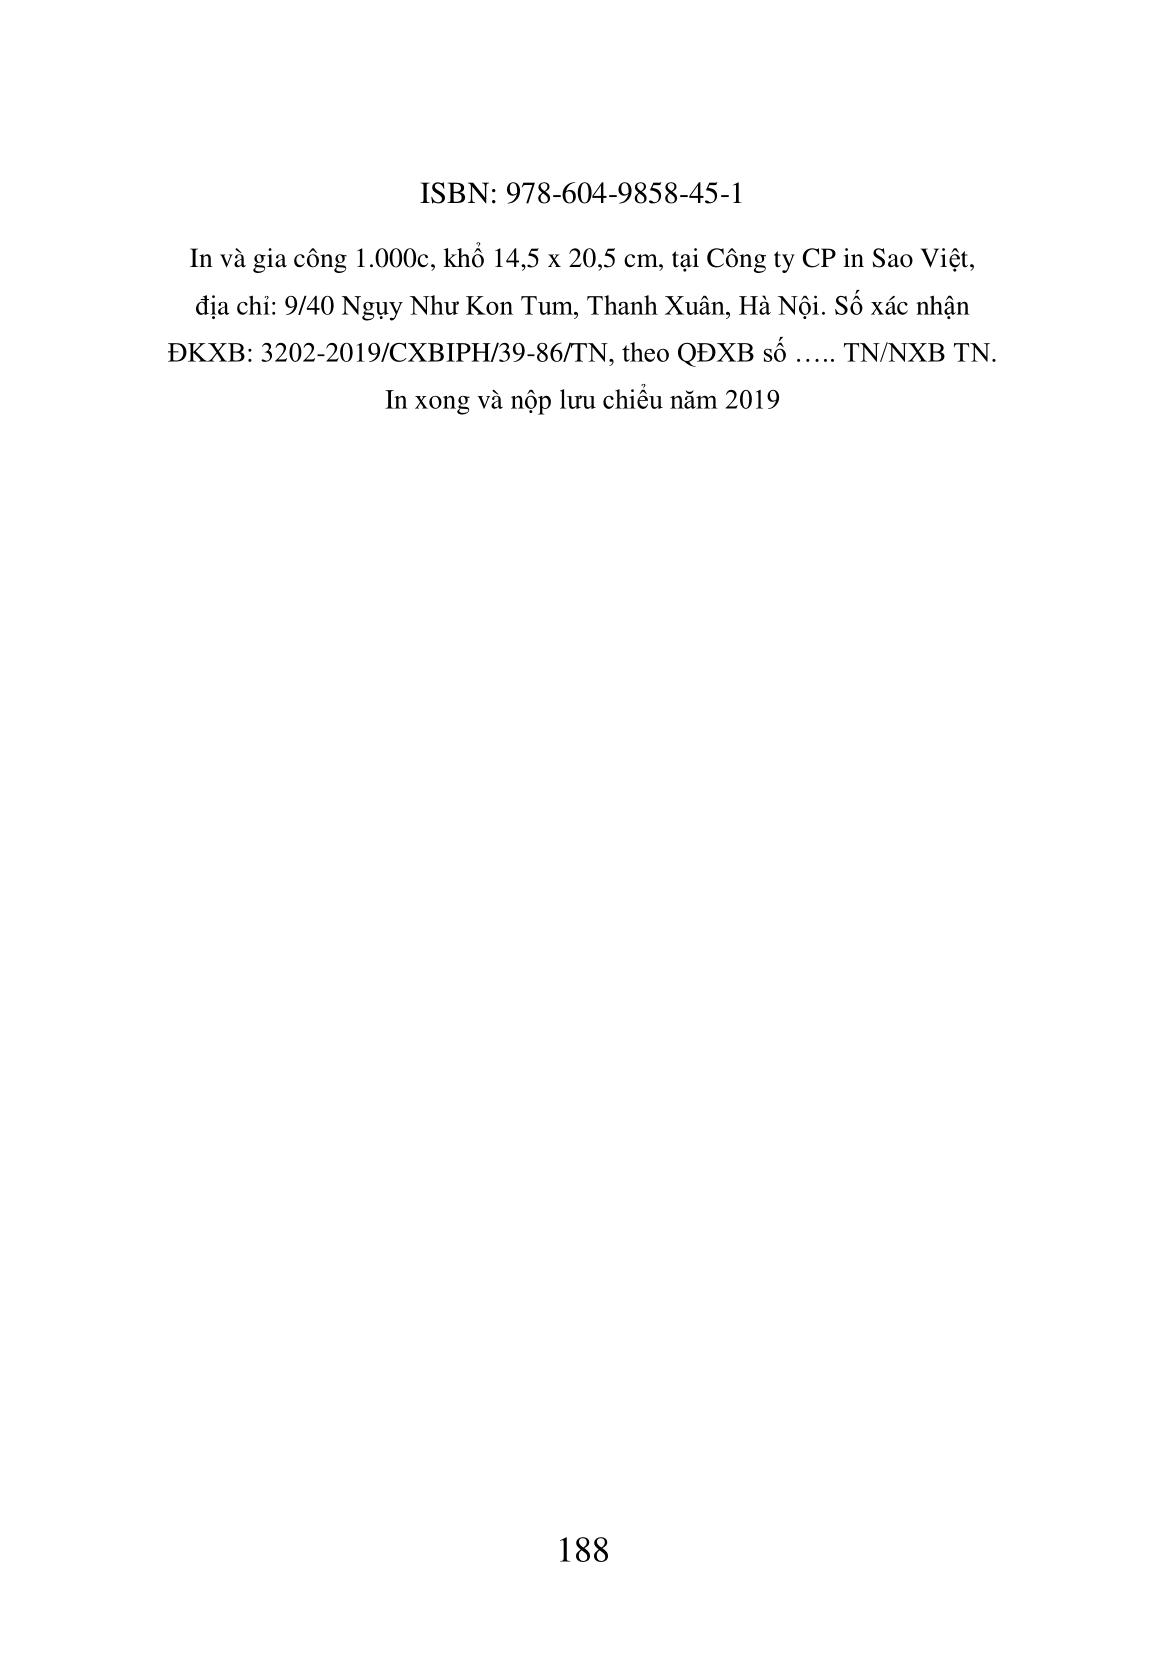 ISBN: 978-604-9858-45-1
In và gia công 1.000c, khổ 14,5 x 20,5 cm, tại Công ty CP in Sao Việt,
địa chỉ: 9/40 Ngụy Như Kon Tum, Thanh Xuân, Hà Nội. Số xác nhận
ĐKXB: 3202-2019/CXBIPH/39-86/TN, theo QĐXB số ….. TN/NXB TN.
In xong và nộp lưu chiểu năm 2019
188